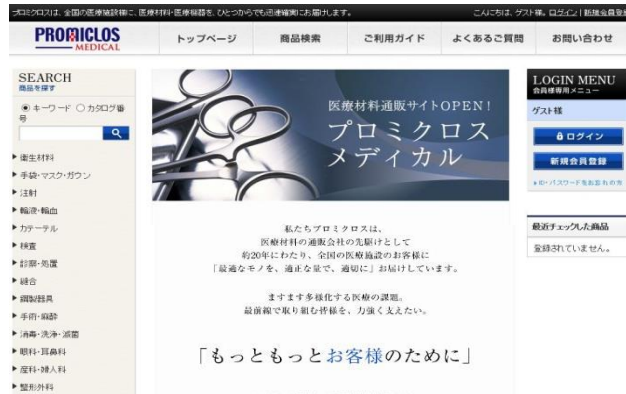 プロミクロスは、全国の医療施設様に、医療材料・医療機器を、ひとつからでも迅速確実にお届けします。
こんにちは、ゲスト様。ログイン | 新規会員登
PROMICLOS
MEDICAL
トップページ
商品検索
ご利用ガイド
よくあるご質問
お問い合わせ
SEARCH
商品を探す
キーワード カタログ番
号
衛生材料
手袋・マスク・ガウン
注射
輸液・輸血
カテーテル
検査
診察・処置
縫合
鋼製器具
手術・麻酔
消毒・洗浄・滅菌
眼科・耳鼻科
産科・婦人科
整形外科
医療材料通販サイトOPEN!
プロミクロス
メディカル
私たちプロミクロスは、
医療材料の通販会社の先駆けとして
約20年にわたり、全国の医療施設のお客様に
「最適なモノを、適正な量で、適切に」お届けしています。
ますます多様化する医療の課題。
最前線で取り組む皆様を、力強く支えたい。
「もっともっとお客様のために」
LOGIN MENU
会員様専用メニュー
ゲスト様
ログイン
新規会員登録
ID・パスワードをお忘れの方
最近チェックした商品
登録されていません。